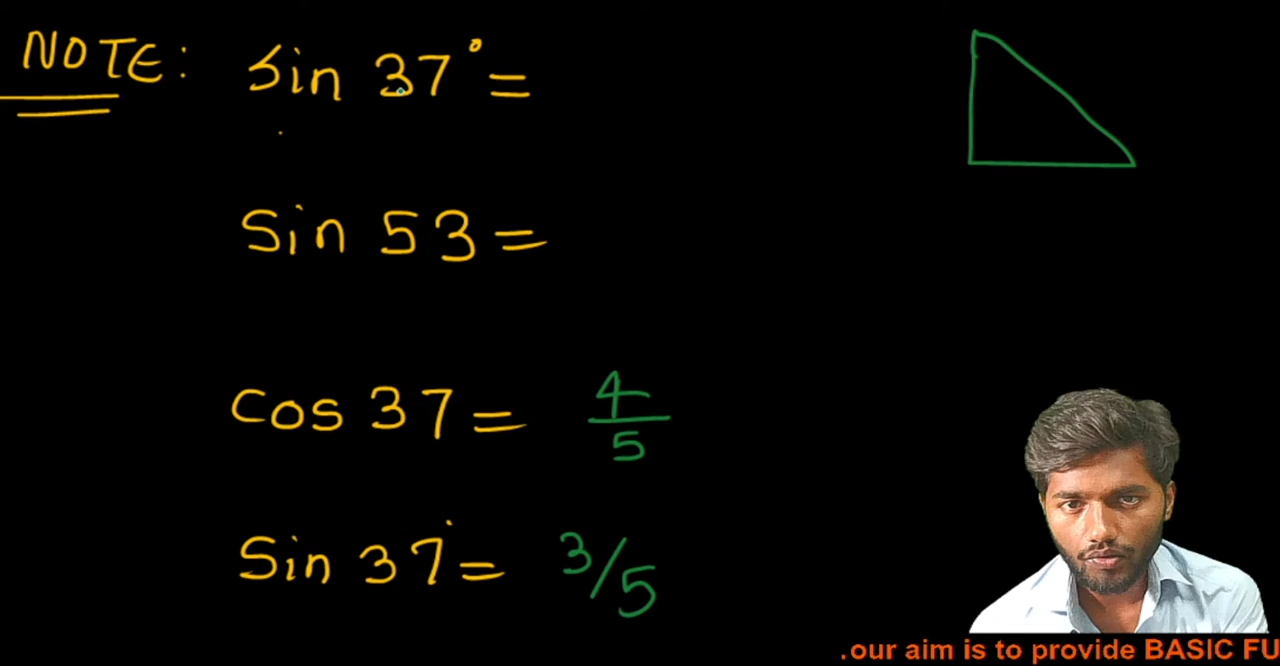 NOTE: Sin 37° =
Sin 53 =
cos 37 = 4/5
Sin 37 = 3/5
.our aim is to provide BASIC FU